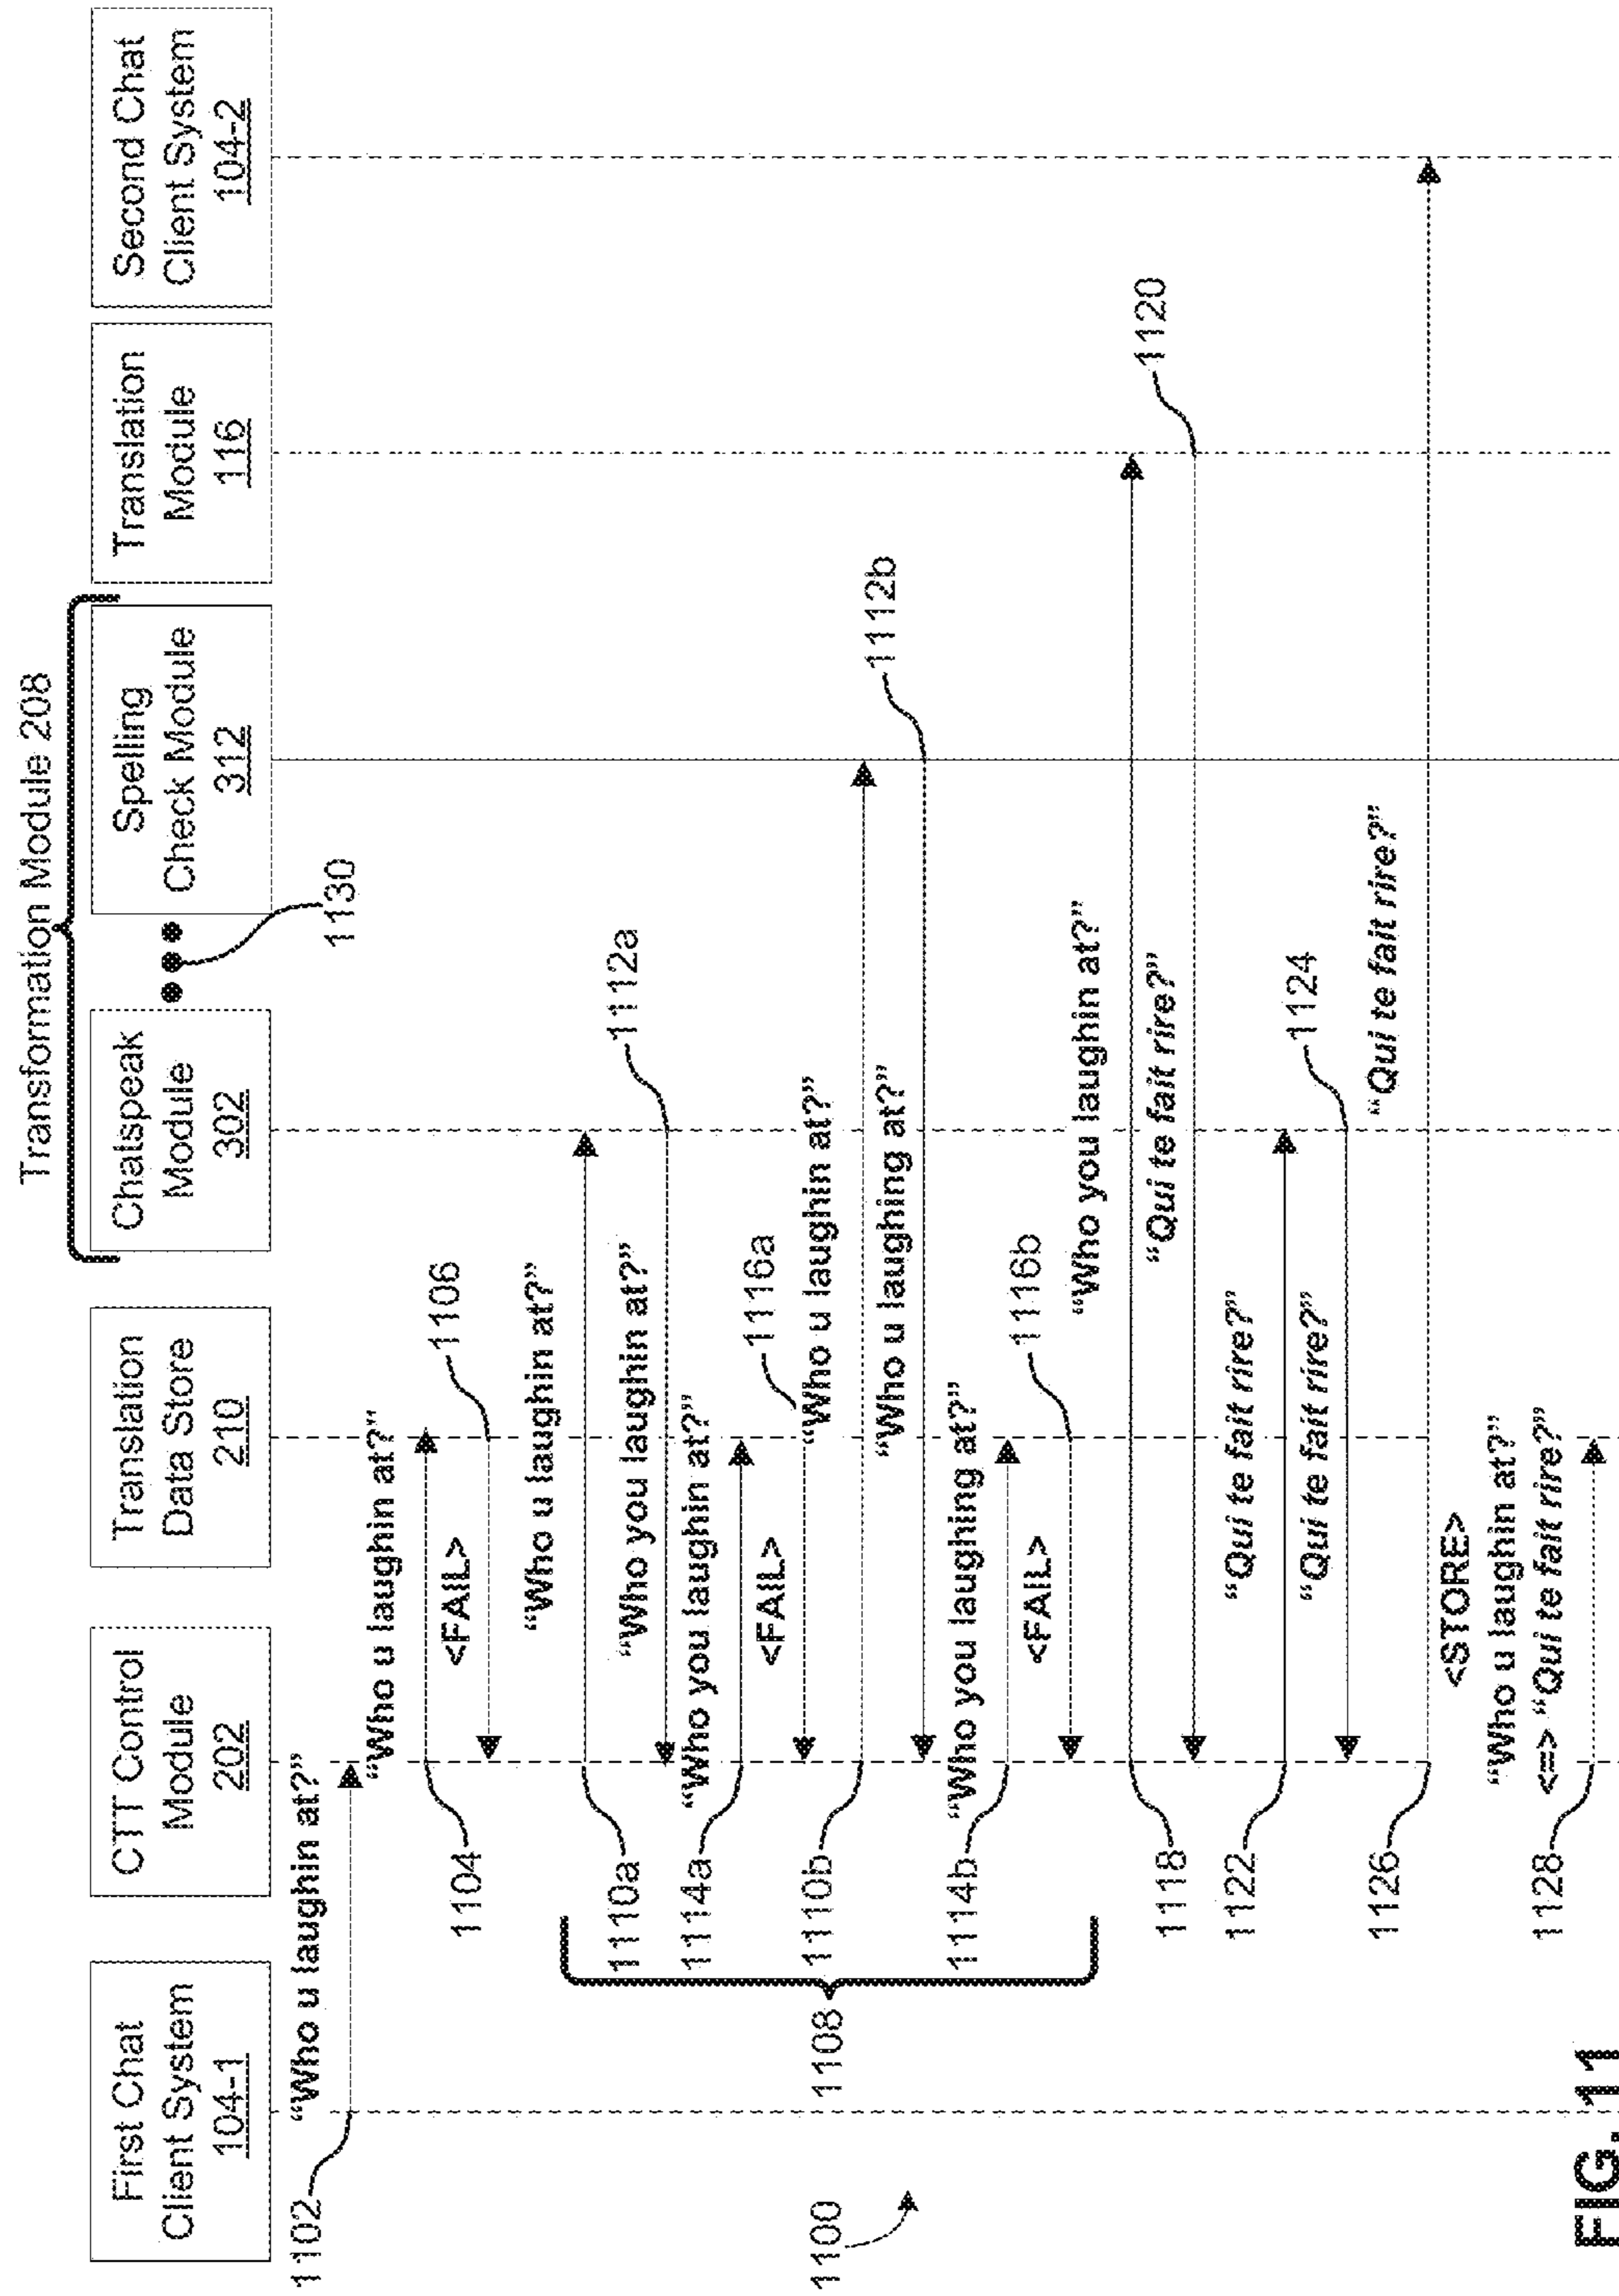 Transformation Module 208
First Chat
Client System
104-1
CTT Control
Module
202
Translation
Data Store
210
Chatspeak
Module
302
1130
Spelling
Check Module
312
Translation
Module
116
Second Chat
Client System
104-2
1102
“Who u laughin at?”
“Who u laughin at?”
1104
<FAIL>
1106
“Who u laughin at?”
1110a
“Who you laughin at?”
1112a
“Who you laughin at?”
1114a
<FAIL>
1116a
“Who u laughin at?”
1110b
“Who u laughing at?”
1112b
“Who you laughing at?”
1114b
<FAIL>
1116b
1108
“Who you laughin at?”
1118
“Qui te fait rire?”
1120
“Qui te fait rire?”
1122
“Qui te fait rire?”
1124
“Qui te fait rire?”
1126
<STORE>
“Who u laughin at?”
<=> “Qui te fait rire?”
1128
1100
FIG. 11